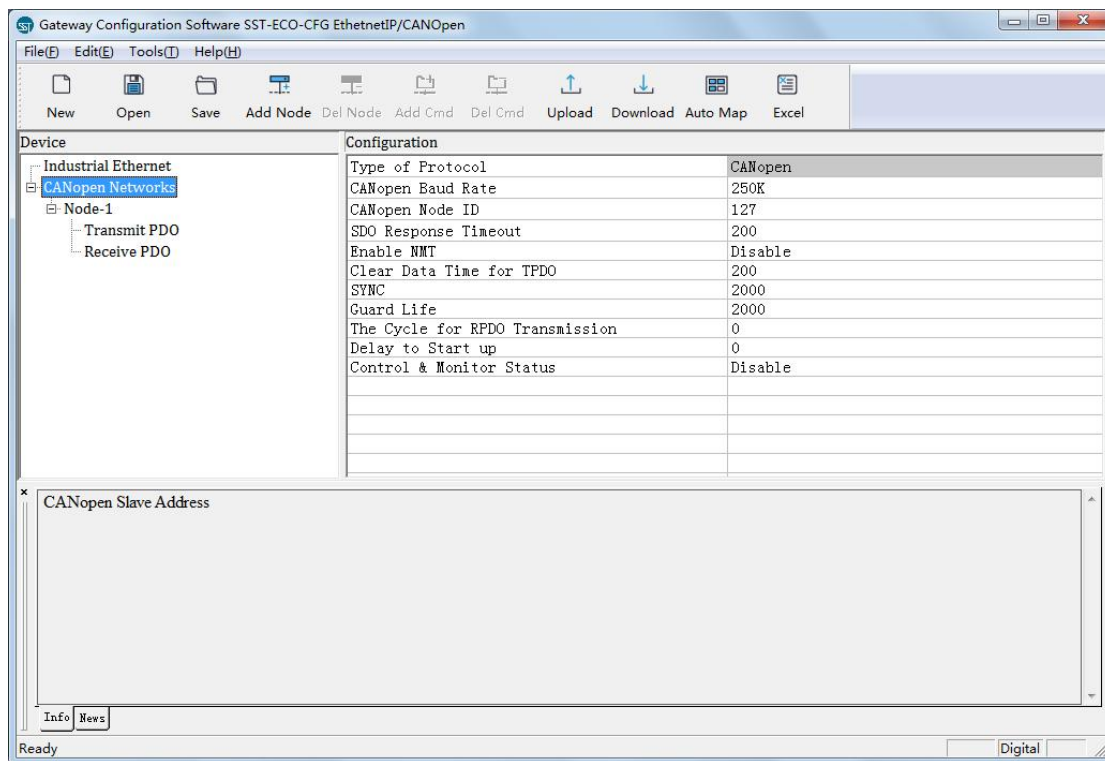 SST Gateway Configuration Software SST-ECO-CFG EthetnetIP/CANOpen
File(F) Edit(E) Tools(T) Help(H)
New Open Save Add Node Del Node Add Cmd Del Cmd Upload Download Auto Map Excel
Device
Industrial Ethernet
CANopen Networks
Node-1
Transmit PDO
Receive PDO
Configuration
Type of Protocol CANopen
CANopen Baud Rate 250K
CANopen Node ID 127
SDO Response Timeout 200
Enable NMT Disable
Clear Data Time for TPDO 200
SYNC 2000
Guard Life 2000
The Cycle for RPDO Transmission 0
Delay to Start up 0
Control & Monitor Status Disable
CANopen Slave Address
Info News
Ready Digital